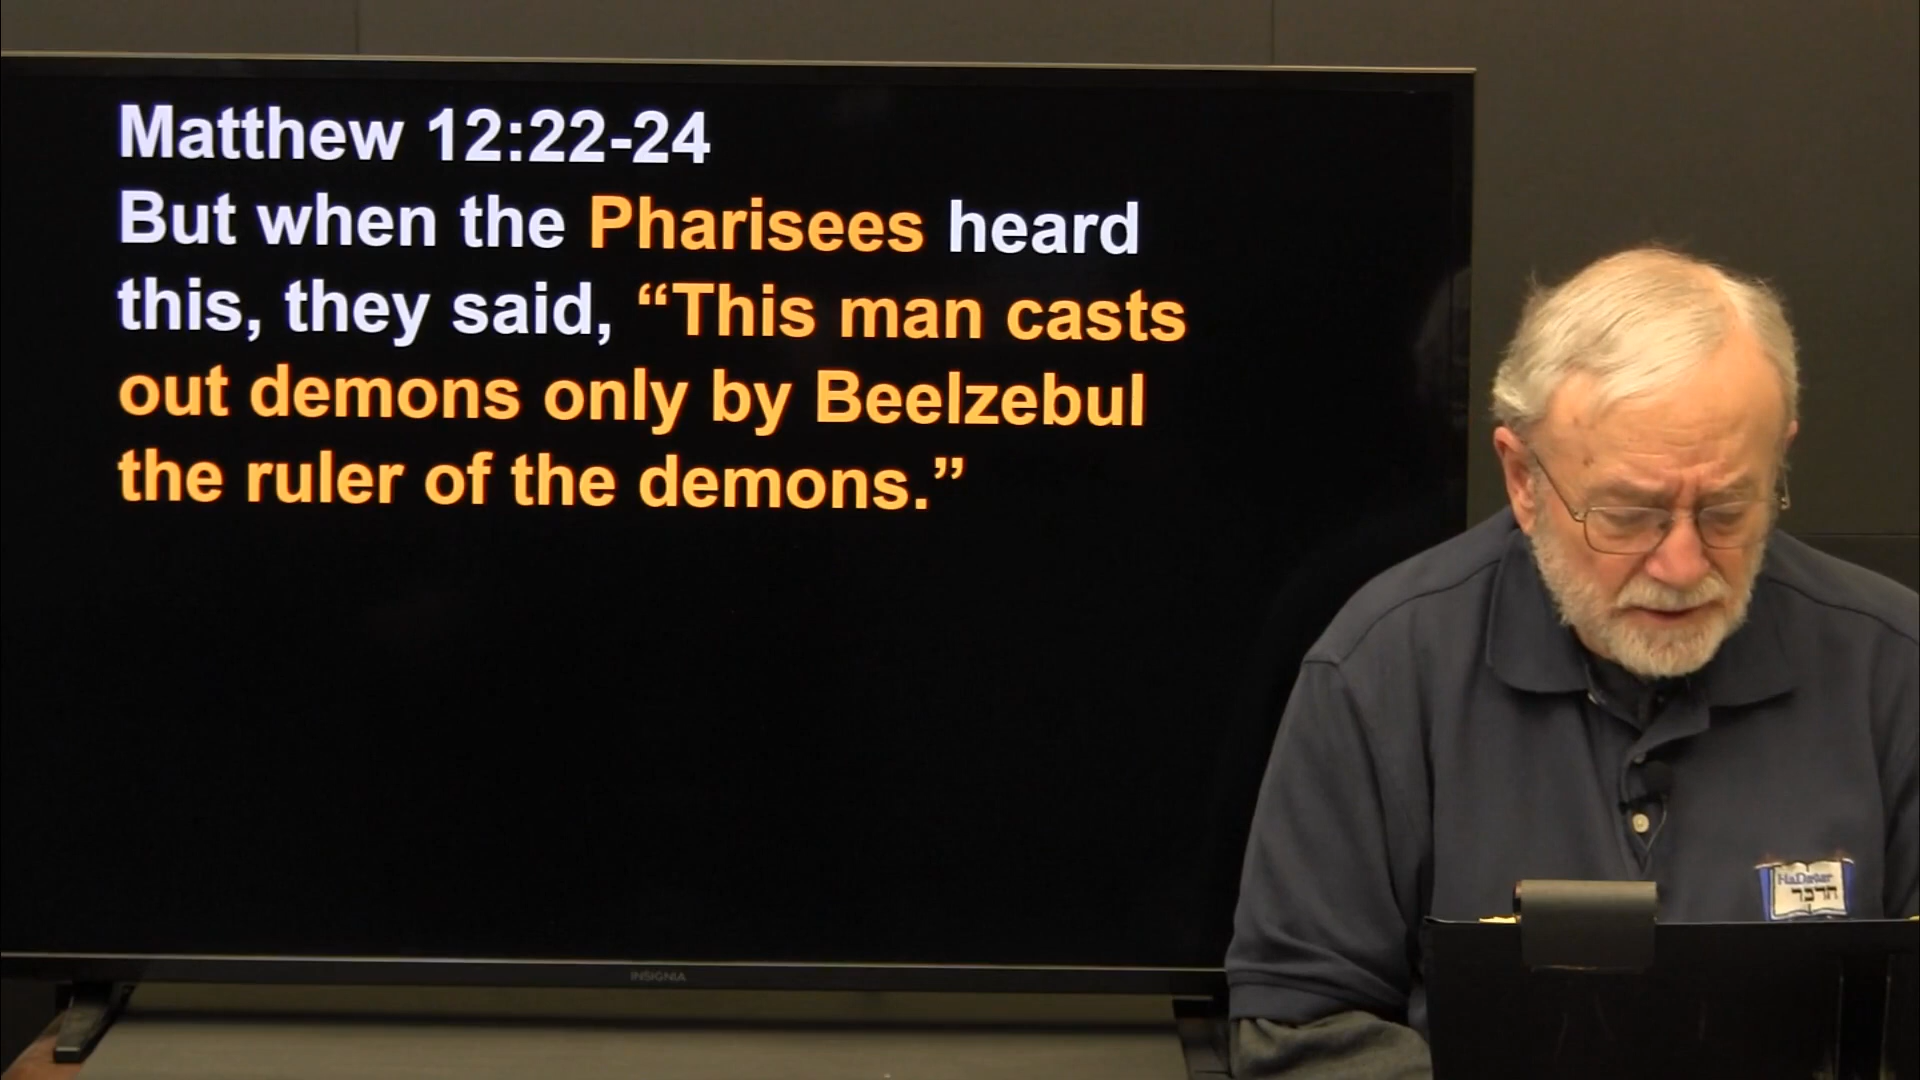 Matthew 12:22-24
But when the Pharisees heard
this, they said, “This man casts
out demons only by Beelzebul
the ruler of the demons.”
INSIGNIA
HaDavar
הדבר